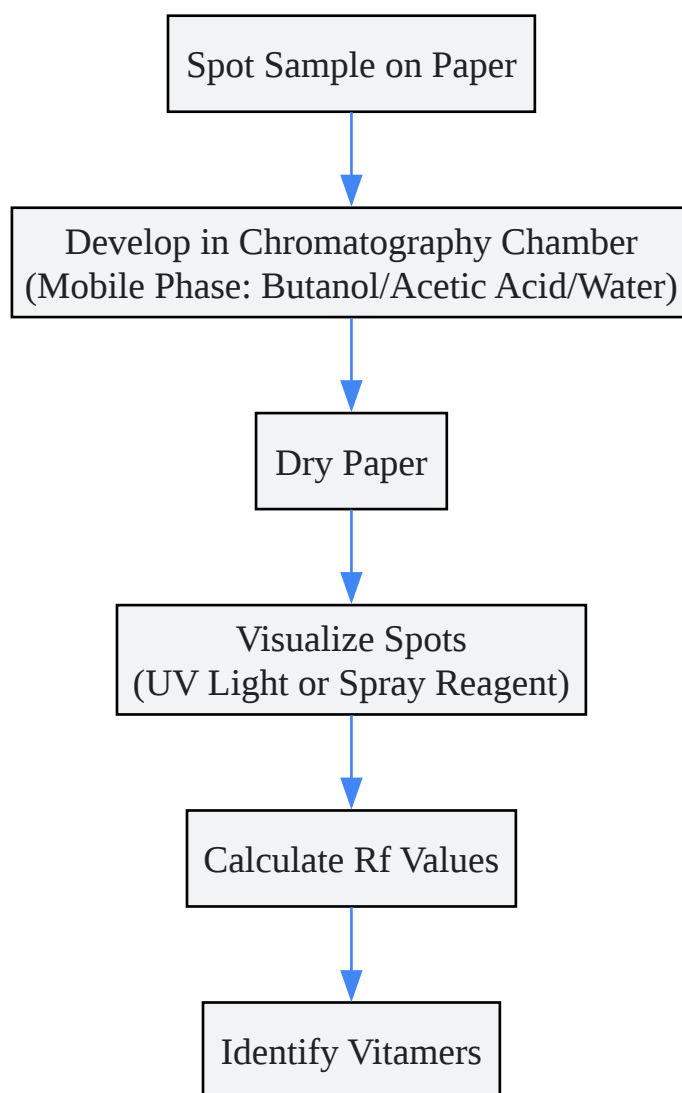 Spot Sample on Paper
Develop in Chromatography Chamber
(Mobile Phase: Butanol/Acetic Acid/Water)
Dry Paper
Visualize Spots
(UV Light or Spray Reagent)
Calculate Rf Values
Identify Vitamers